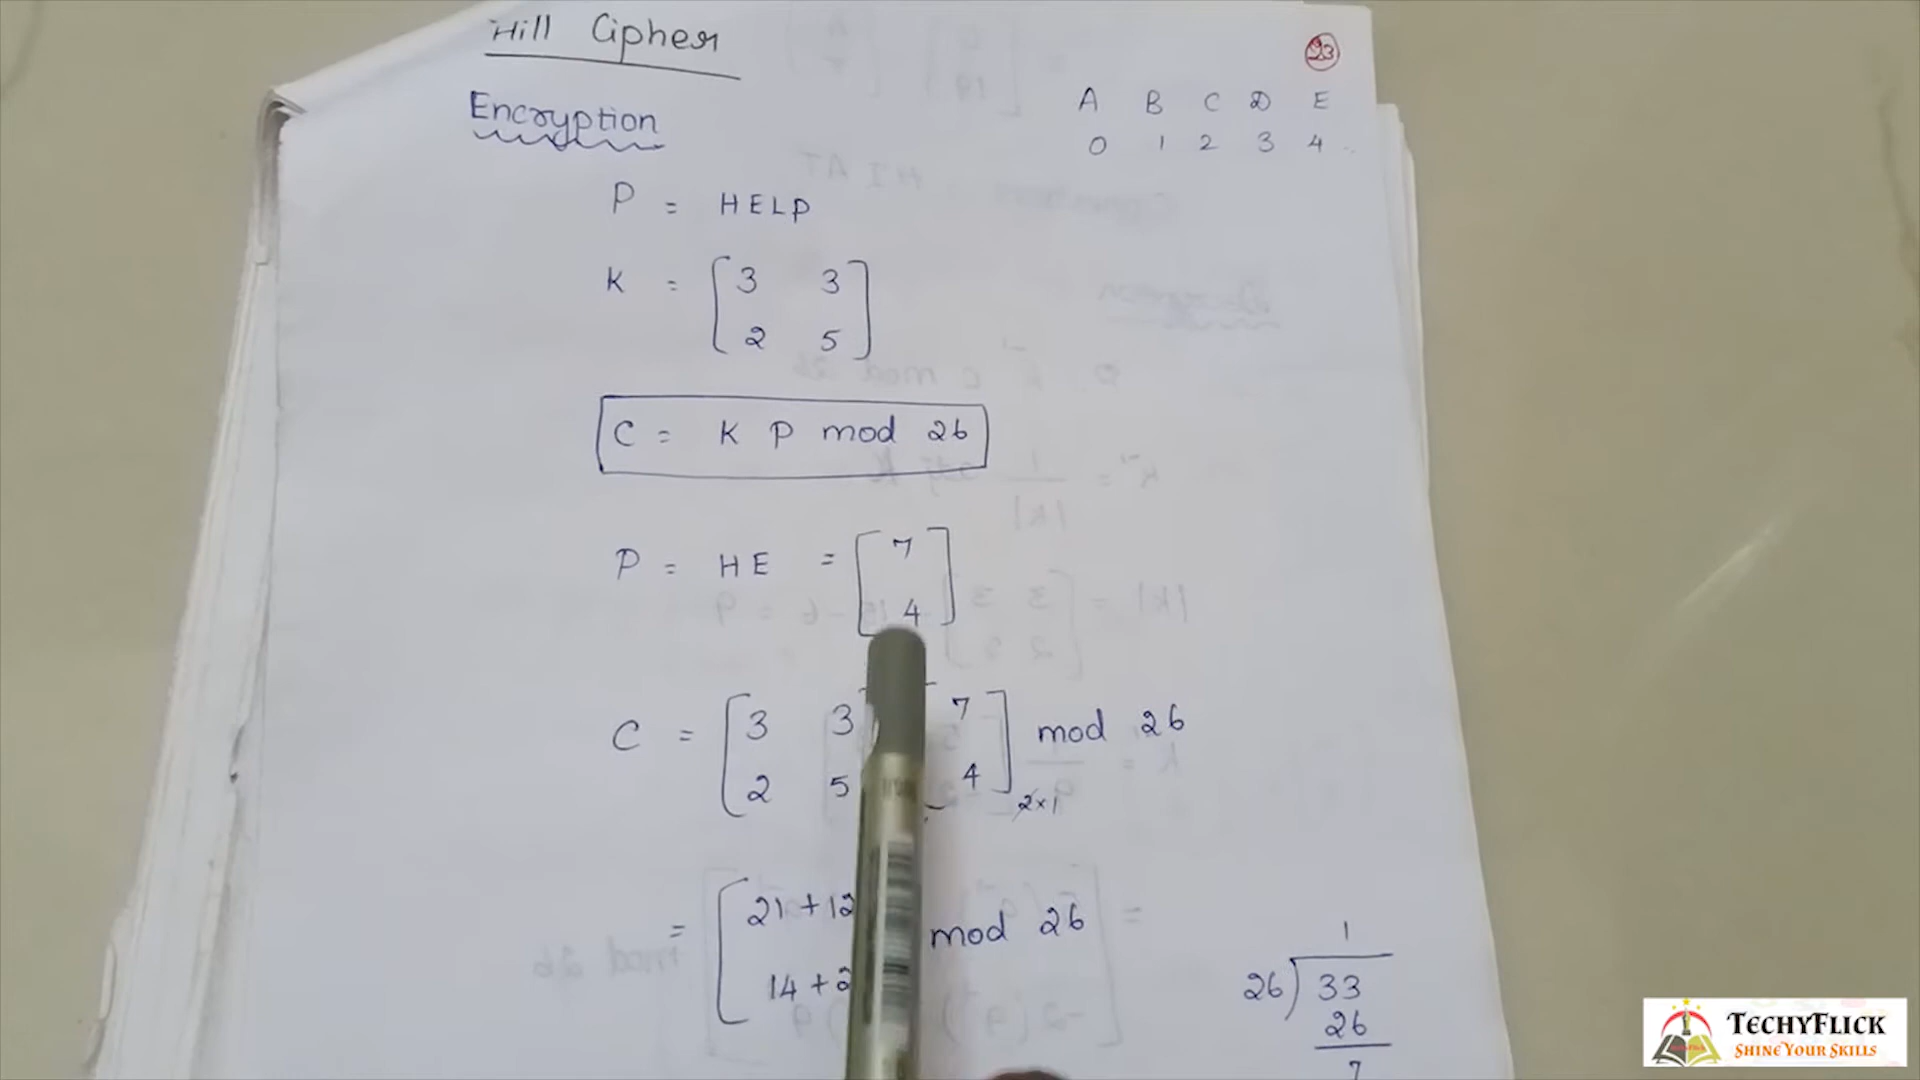 Hill Cipher
23
Encryption
A B C D E
0 1 2 3 4 ..
P = HELP
K = [ 3 3
2 5 ]
C = K P mod 26
P = HE = [ 7
4 ]
C = [ 3 3
2 5 ] [ 7
4 ] 2x1 mod 26
= [ 21 + 12
14 + 2 ] mod 26
1
26 ) 33
26
7
TECHYFLICK
SHINE YOUR SKILLS